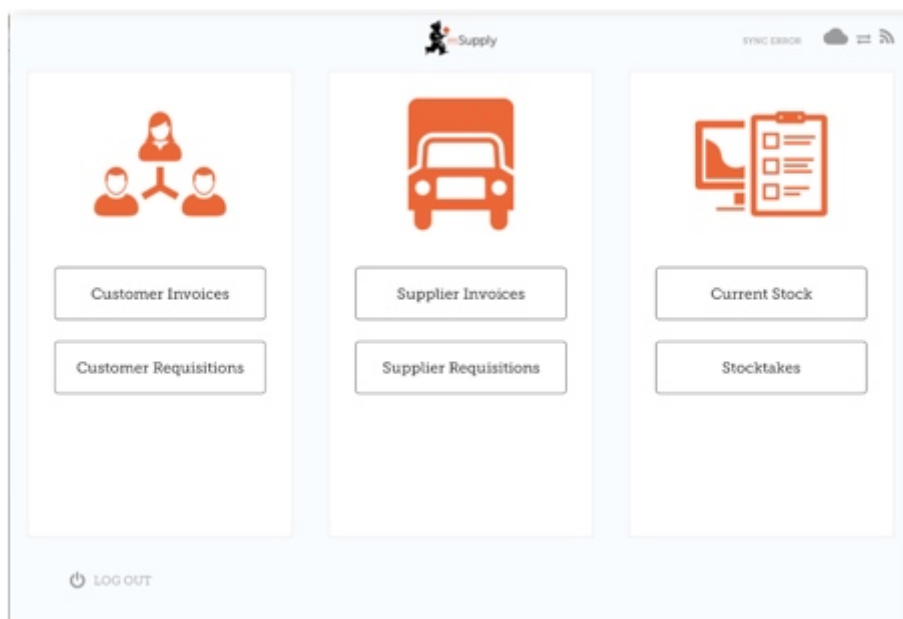 mSupply
SYNC ERROR
Customer Invoices
Supplier Invoices
Current Stock
Customer Requisitions
Supplier Requisitions
Stocktakes
LOG OUT